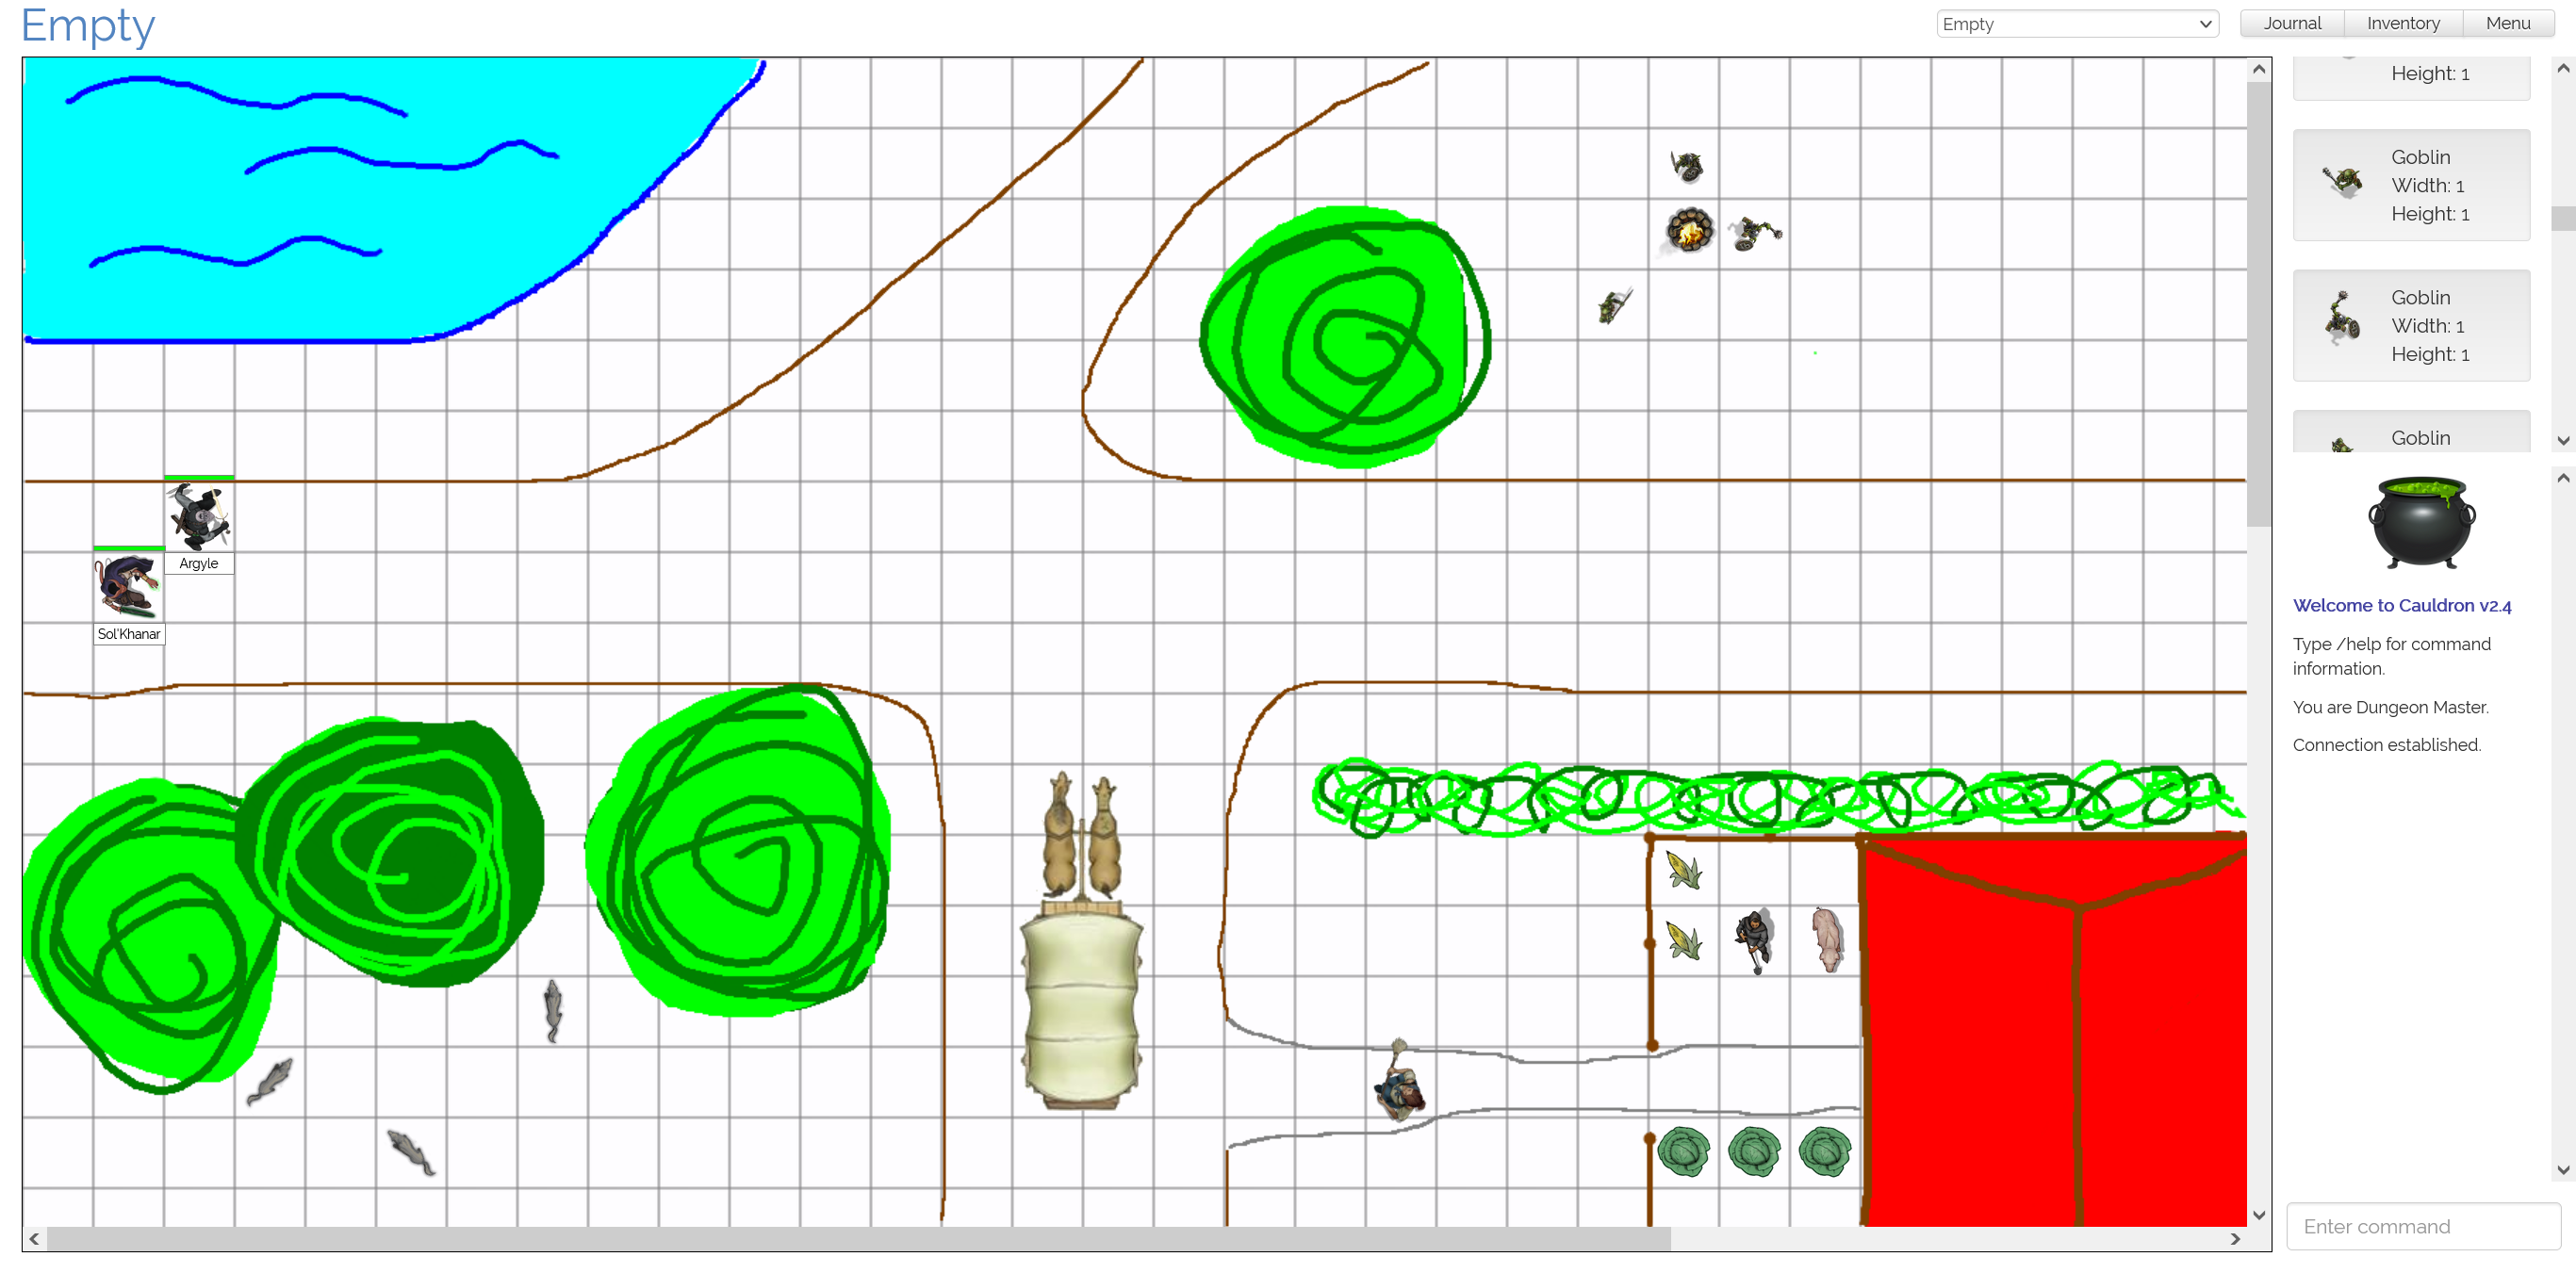 Empty
Empty
Journal
Inventory
Menu
Height: 1
Goblin
Width: 1
Height: 1
Goblin
Width: 1
Height: 1
Goblin
Argyle
Sol'Khanar
Welcome to Cauldron v2.4
Type /help for command
information.
You are Dungeon Master.
Connection established.
Enter command